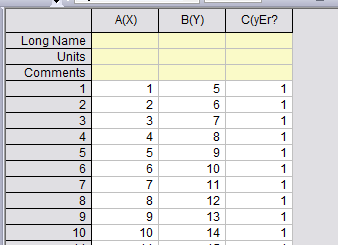 A(X) B(Y) C(yEr?
Long Name
Units
Comments
1 1 5 1
2 2 6 1
3 3 7 1
4 4 8 1
5 5 9 1
6 6 10 1
7 7 11 1
8 8 12 1
9 9 13 1
10 10 14 1